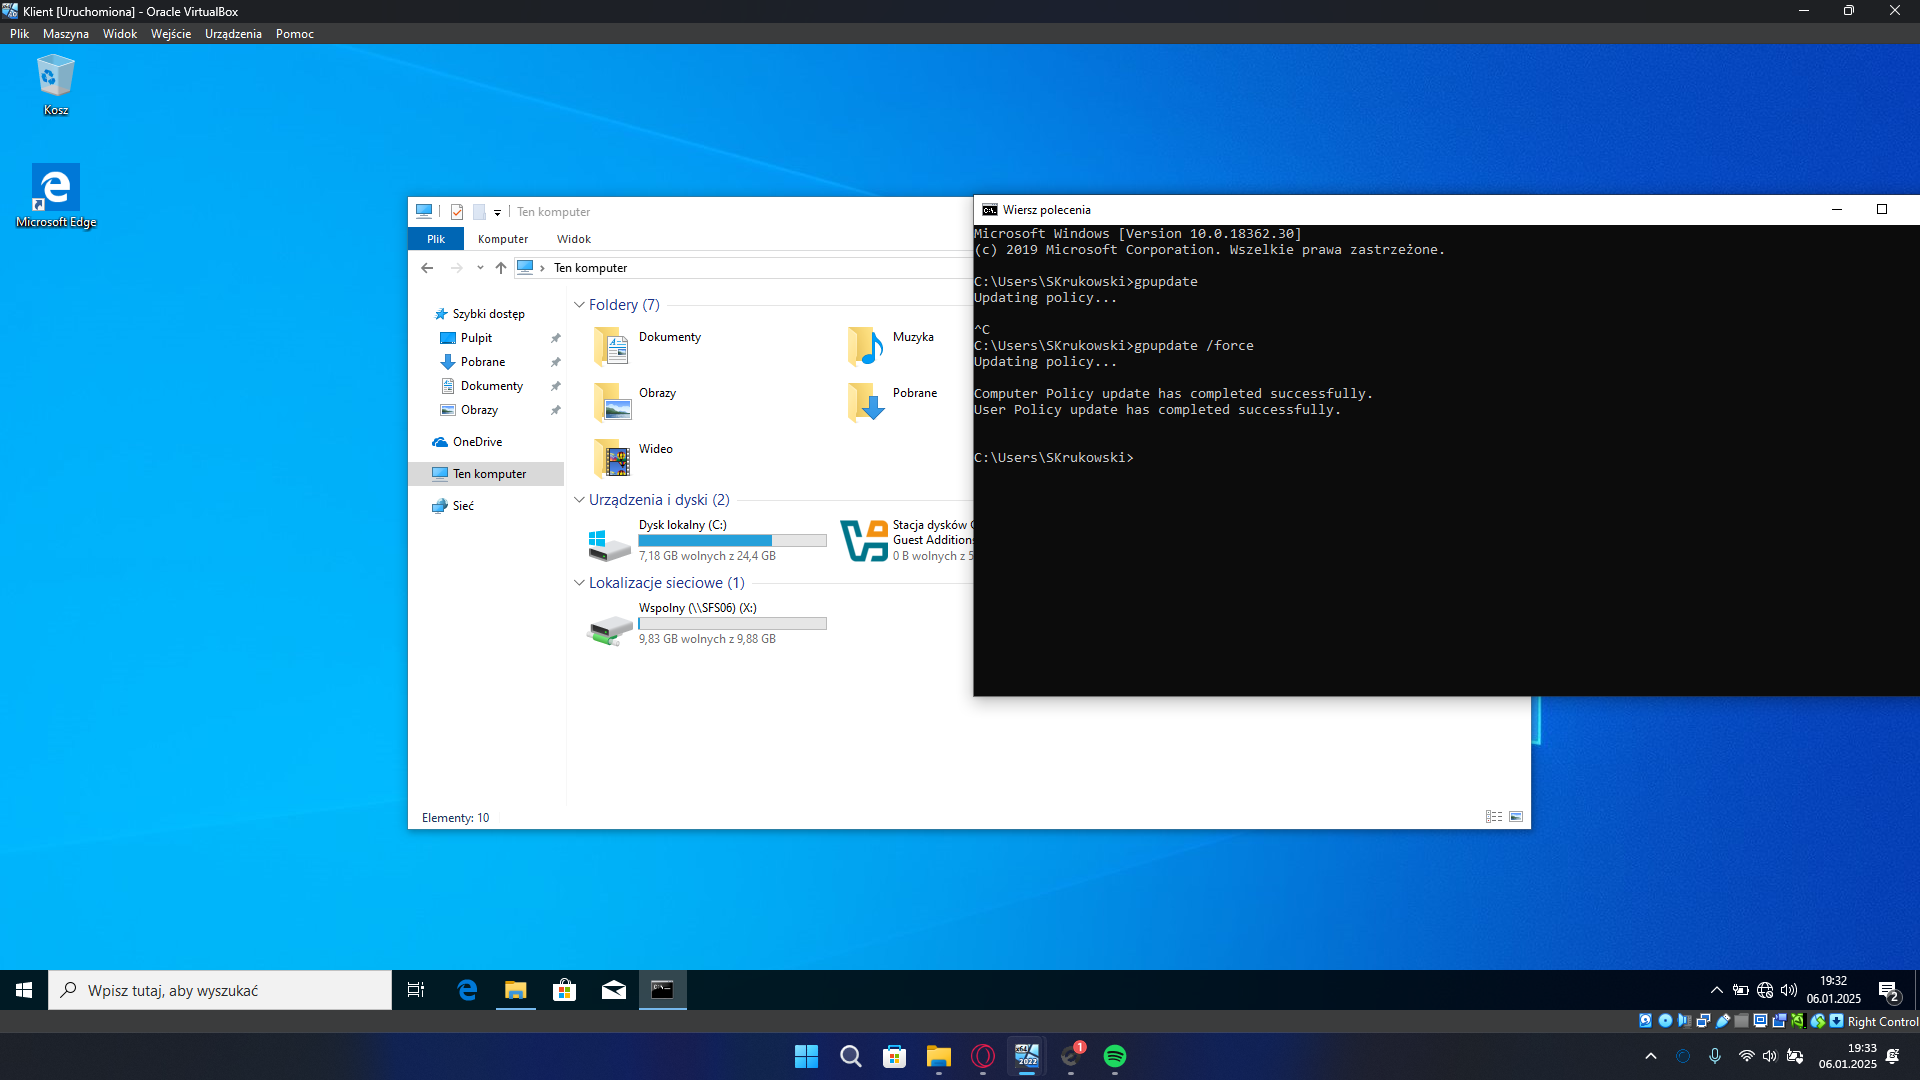 Klient [Uruchomiona] - Oracle VirtualBox
Plik Maszyna Widok Wejście Urządzenia Pomoc
Kosz
Microsoft Edge
Ten komputer
Plik Komputer Widok
Ten komputer
Szybki dostęp
Pulpit
Pobrane
Dokumenty
Obrazy
OneDrive
Ten komputer
Sieć
Foldery (7)
Dokumenty
Muzyka
Obrazy
Pobrane
Wideo
Urządzenia i dyski (2)
Dysk lokalny (C:)
7,18 GB wolnych z 24,4 GB
Stacja dysków
Guest Additions
0 B wolnych z 5
Lokalizacje sieciowe (1)
Wspolny (\\SFS06) (X:)
9,83 GB wolnych z 9,88 GB
Elementy: 10
Wiersz polecenia
Microsoft Windows [Version 10.0.18362.30]
(c) 2019 Microsoft Corporation. Wszelkie prawa zastrzeżone.
C:\Users\SKrukowski>gpupdate
Updating policy...
^C
C:\Users\SKrukowski>gpupdate /force
Updating policy...
Computer Policy update has completed successfully.
User Policy update has completed successfully.
C:\Users\SKrukowski>
Wpisz tutaj, aby wyszukać
19:32
06.01.2025
2
Right Control
2022
1
19:33
06.01.2025